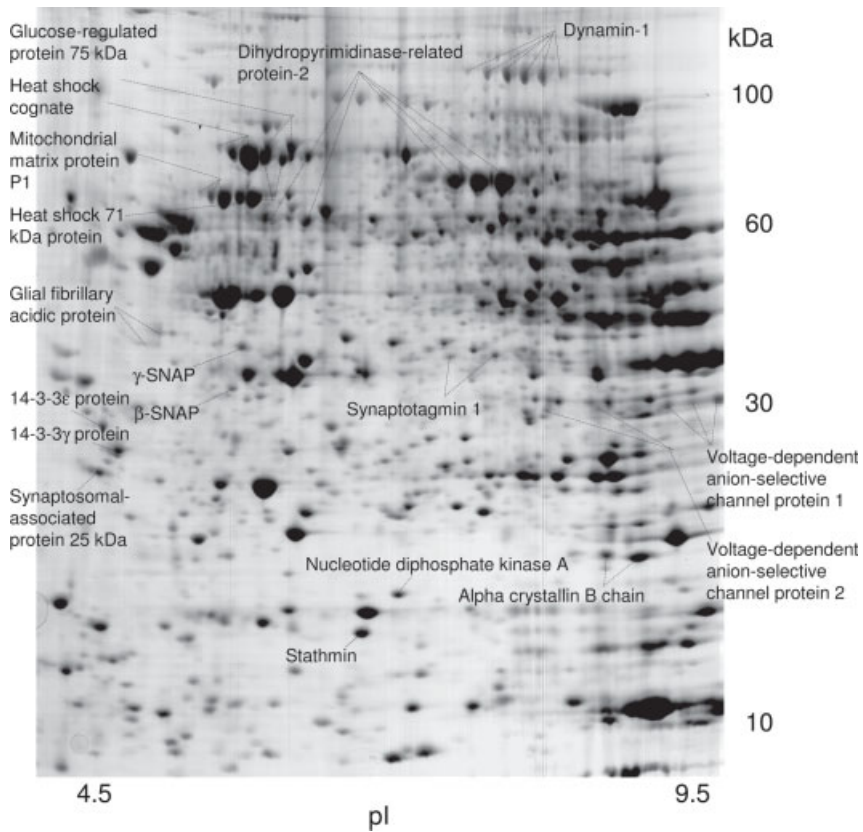 Glucose-regulated
protein 75 kDa
Heat shock
cognate
Mitochondrial
matrix protein
P1
Heat shock 71
kDa protein
Glial fibrillary
acidic protein
14-3-3ε protein
14-3-3γ protein
Synaptosomal-
associated
protein 25 kDa
Dihydropyrimidinase-related
protein-2
Dynamin-1
γ-SNAP
β-SNAP
Synaptotagmin 1
Nucleotide diphosphate kinase A
Alpha crystallin B chain
Stathmin
kDa
100
60
30
Voltage-dependent
anion-selective
channel protein 1
Voltage-dependent
anion-selective
channel protein 2
10
4.5
9.5
pI